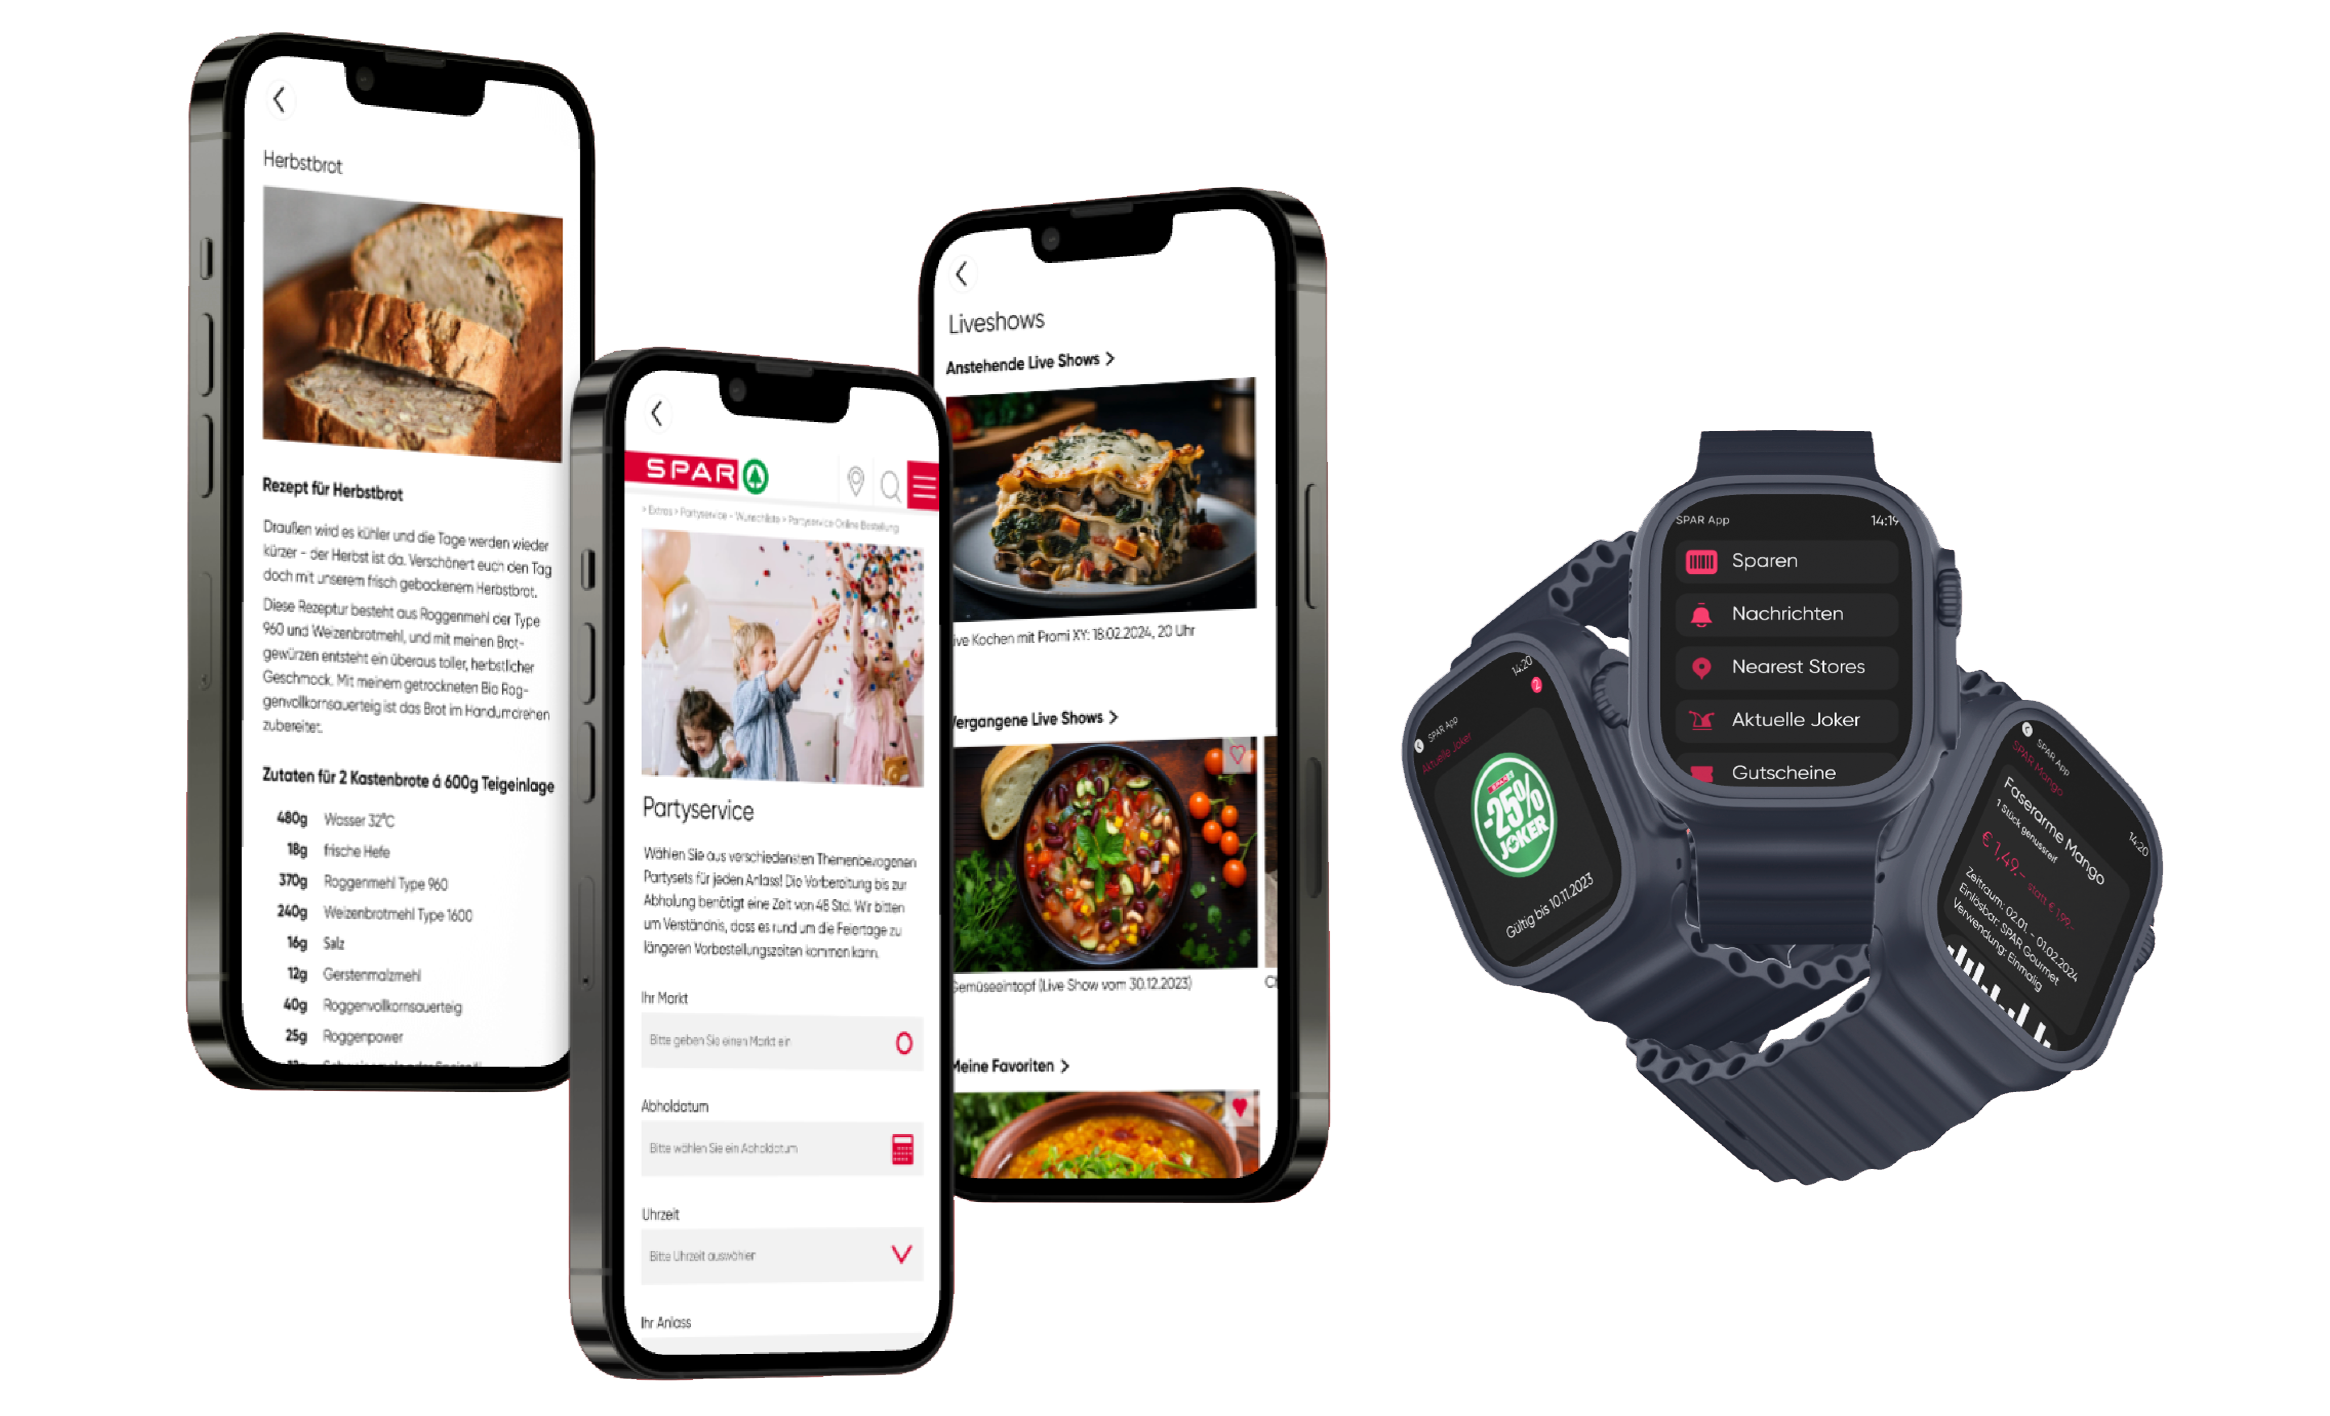 Herbstbrot
Rezept für Herbstbrot
Draußen wird es kühler und die Tage werden wieder
kürzer - der Herbst ist da. Verschönert euch den Tag
doch mit unserem frisch gebackenem Herbstbrot.
Diese Rezeptur besteht aus Roggenmehl der Type
960 und Weizenbrotmehl, und mit meinen Brot-
gewürzen entsteht ein überaus toller, herbstlicher
Geschmack. Mit meinem getrockneten Bio Rog-
genvollkornsauerteig ist das Brot im Handumdrehen
zubereitet.
Zutaten für 2 Kastenbrote á 600g Teigeinlage
480g Wasser 32°C
18g frische Hefe
370g Roggenmehl Type 960
240g Weizenbrotmehl Type 1600
16g Salz
12g Gerstenmalzmehl
40g Roggenvollkornsauerteig
25g Roggenpower
SPAR
> Extras > Partyservice - Wunschliste > Partyservice Online Bestellung
Partyservice
Wählen Sie aus verschiedensten Themenbezogenen
Partysets für jeden Anlass! Die Vorbereitung bis zur
Abholung benötigt eine Zeit von 48 Std. Wir bitten
um Verständnis, dass es rund um die Feiertage zu
längeren Vorbestellungszeiten kommen kann.
Ihr Markt
Bitte geben Sie einen Markt ein
Abholdatum
Bitte wählen Sie ein Abholdatum
Uhrzeit
Bitte Uhrzeit auswählen
Ihr Anlass
Liveshows
Anstehende Live Shows >
ive Kochen mit Promi XY: 18.02.2024, 20 Uhr
Vergangene Live Shows >
Gemüseeintopf (Live Show vom 30.12.2023)
Meine Favoriten >
14:20
2
SPAR App
Aktuelle Joker
-25%
JOKER
Gültig bis 10.11.2023
SPAR App 14:19
Sparen
Nachrichten
Nearest Stores
Aktuelle Joker
Gutscheine
SPAR App
SPAR Mango
14:20
Faserarme Mango
1 Stück genussreif
€ 1,49,- statt € 1,99,-
Zeitraum: 02.01. - 01.02.2024
Einlösbar: SPAR Gourmet
Verwendung: Einmalig